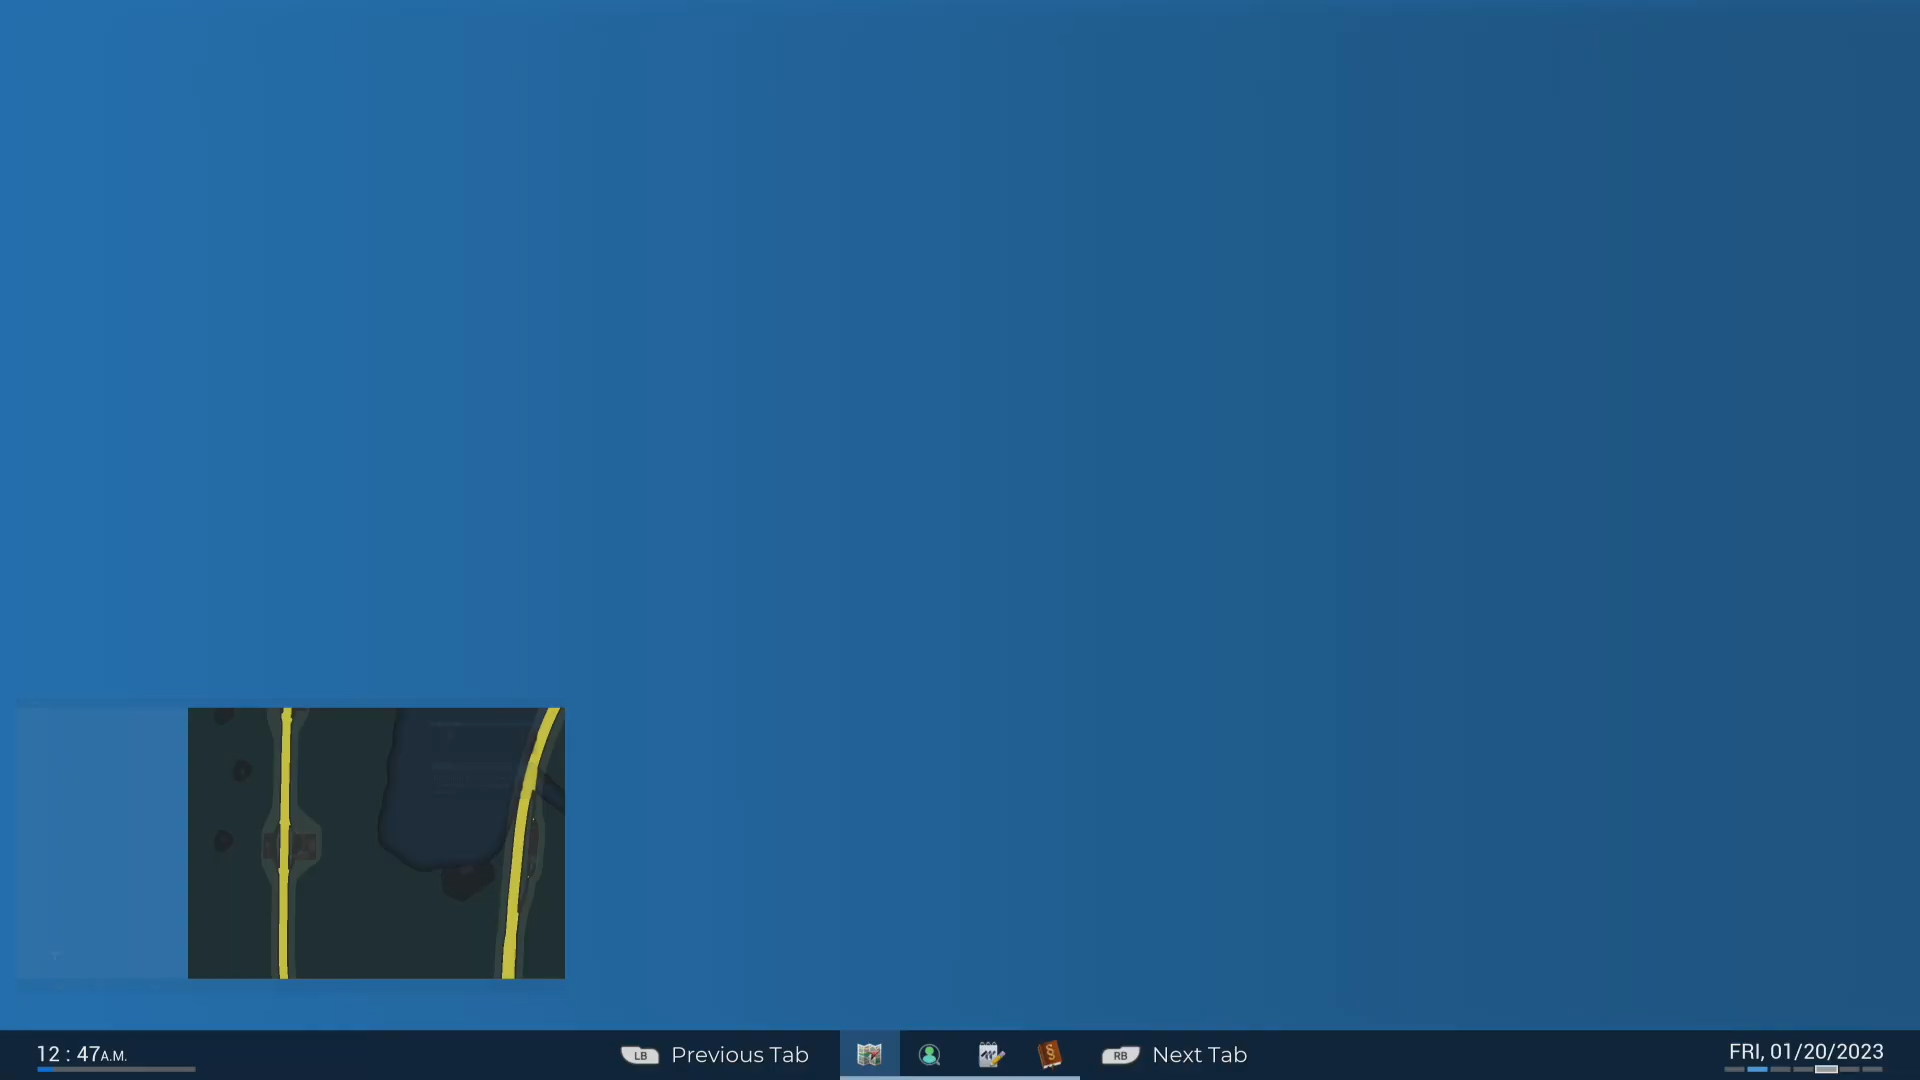 12 : 47A.M.
LB Previous Tab
RB Next Tab
FRI, 01/20/2023